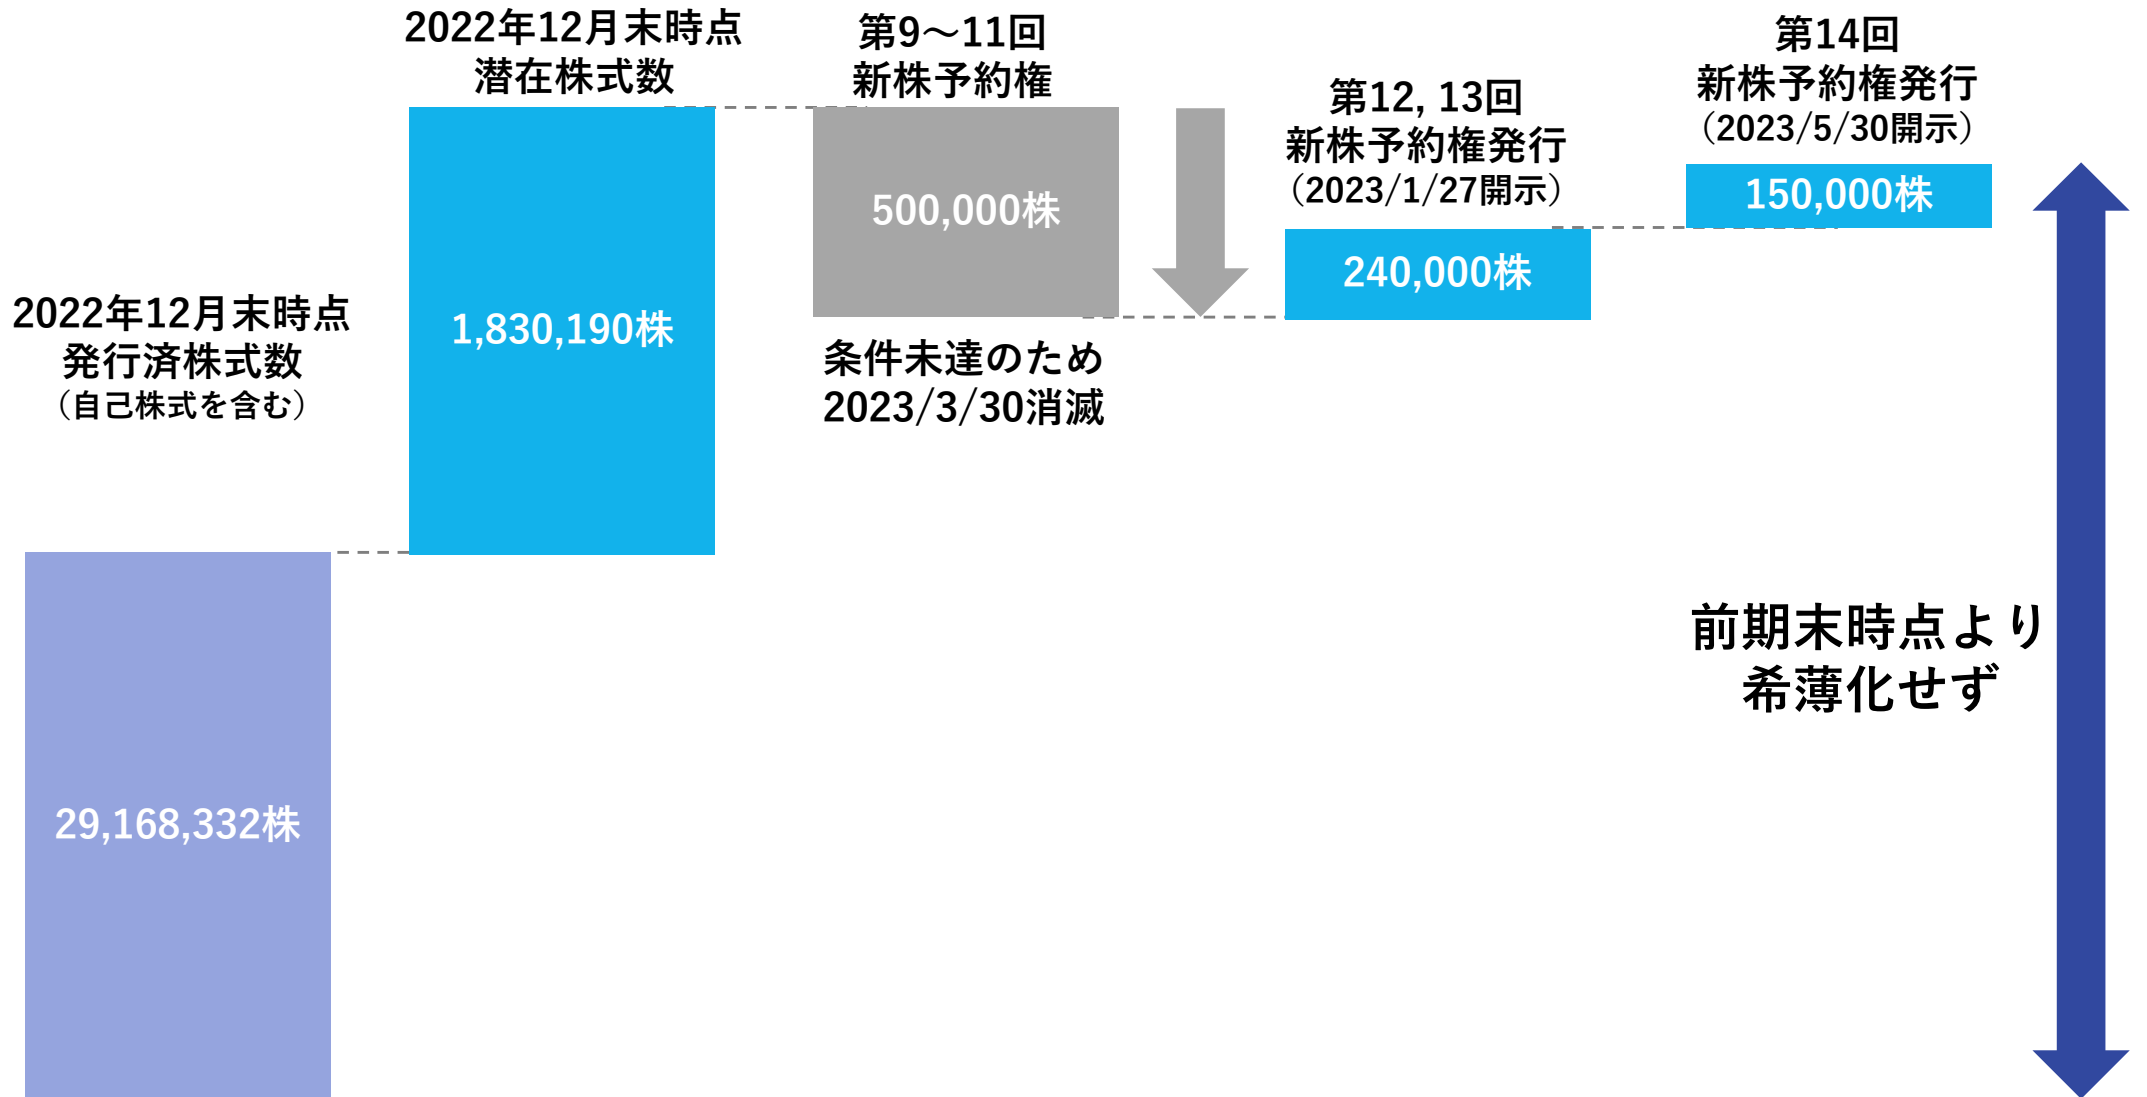 2022年12月末時点
発行済株式数
（自己株式を含む）
29,168,332株
2022年12月末時点
潜在株式数
1,830,190株
第9～11回
新株予約権
500,000株
条件未達のため
2023/3/30消滅
第12, 13回
新株予約権発行
（2023/1/27開示）
240,000株
第14回
新株予約権発行
（2023/5/30開示）
150,000株
前期末時点より
希薄化せず